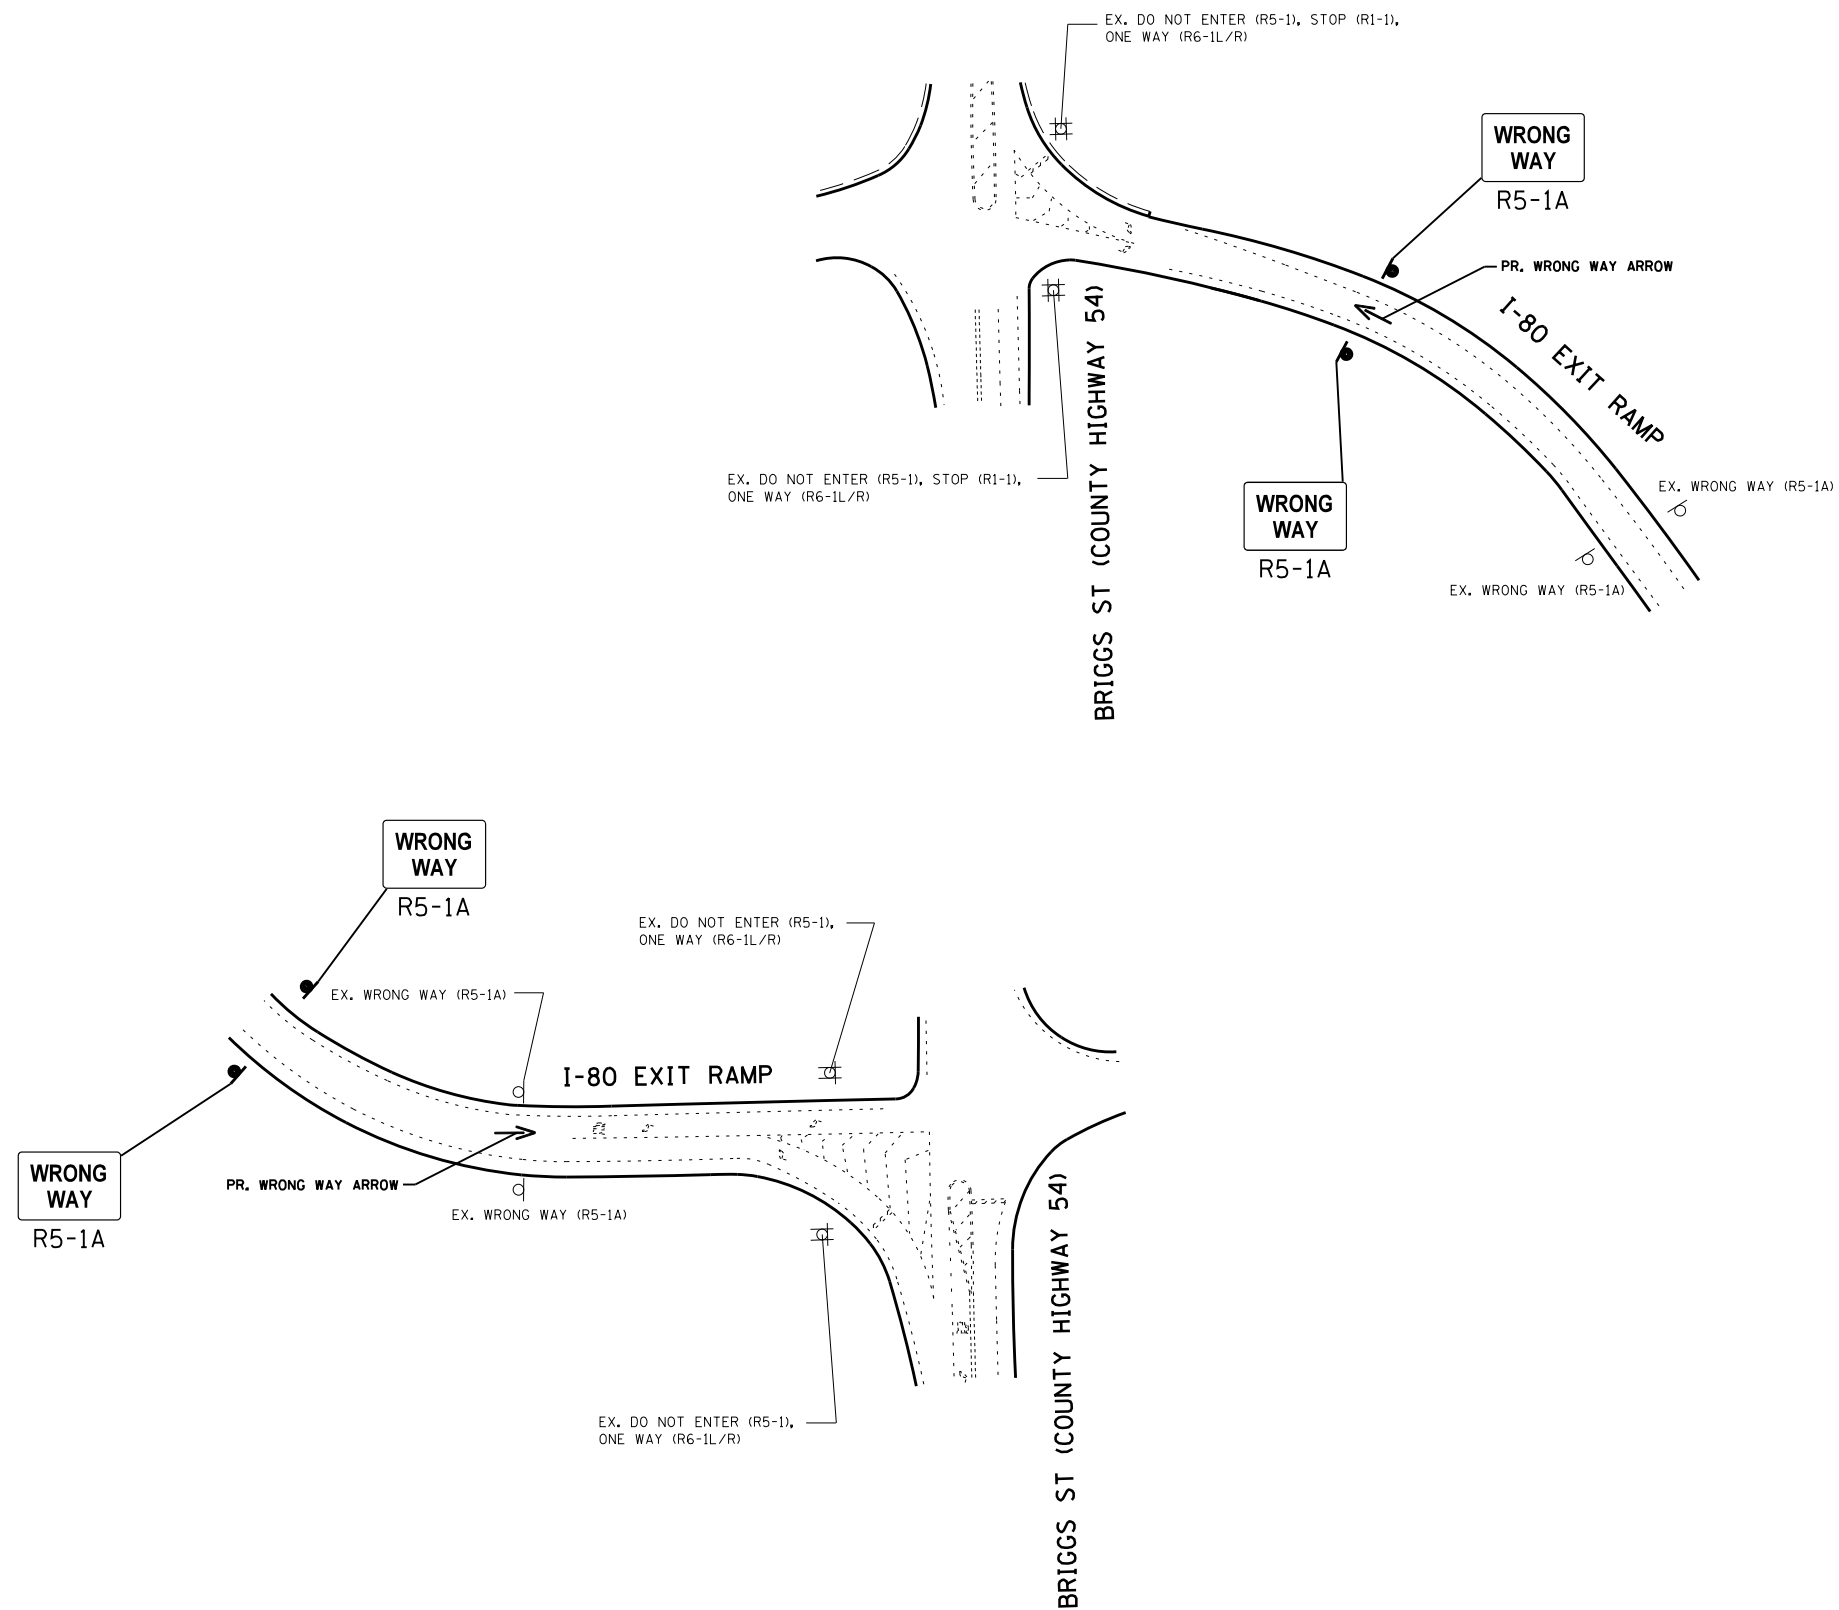 EX. DO NOT ENTER (R5-1), STOP (R1-1),
ONE WAY (R6-1L/R)
WRONG
WAY
R5-1A
PR. WRONG WAY ARROW
I-80 EXIT RAMP
BRIGGS ST (COUNTY HIGHWAY 54)
EX. DO NOT ENTER (R5-1), STOP (R1-1),
ONE WAY (R6-1L/R)
WRONG
WAY
R5-1A
EX. WRONG WAY (R5-1A)
EX. WRONG WAY (R5-1A)
WRONG
WAY
R5-1A
EX. DO NOT ENTER (R5-1),
ONE WAY (R6-1L/R)
EX. WRONG WAY (R5-1A)
I-80 EXIT RAMP
WRONG
WAY
R5-1A
PR. WRONG WAY ARROW
EX. WRONG WAY (R5-1A)
BRIGGS ST (COUNTY HIGHWAY 54)
EX. DO NOT ENTER (R5-1),
ONE WAY (R6-1L/R)